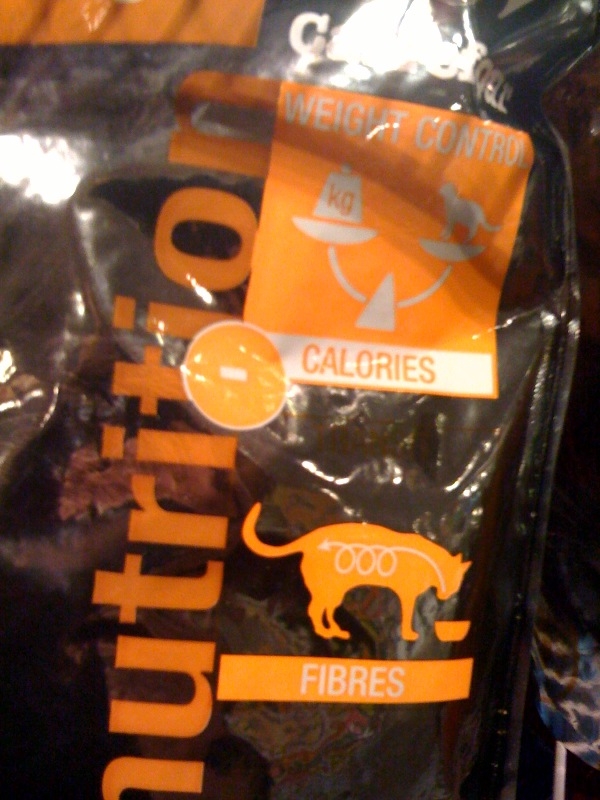 WEIGHT CONTROL
kg
-
CALORIES
FIBRES
nutrition